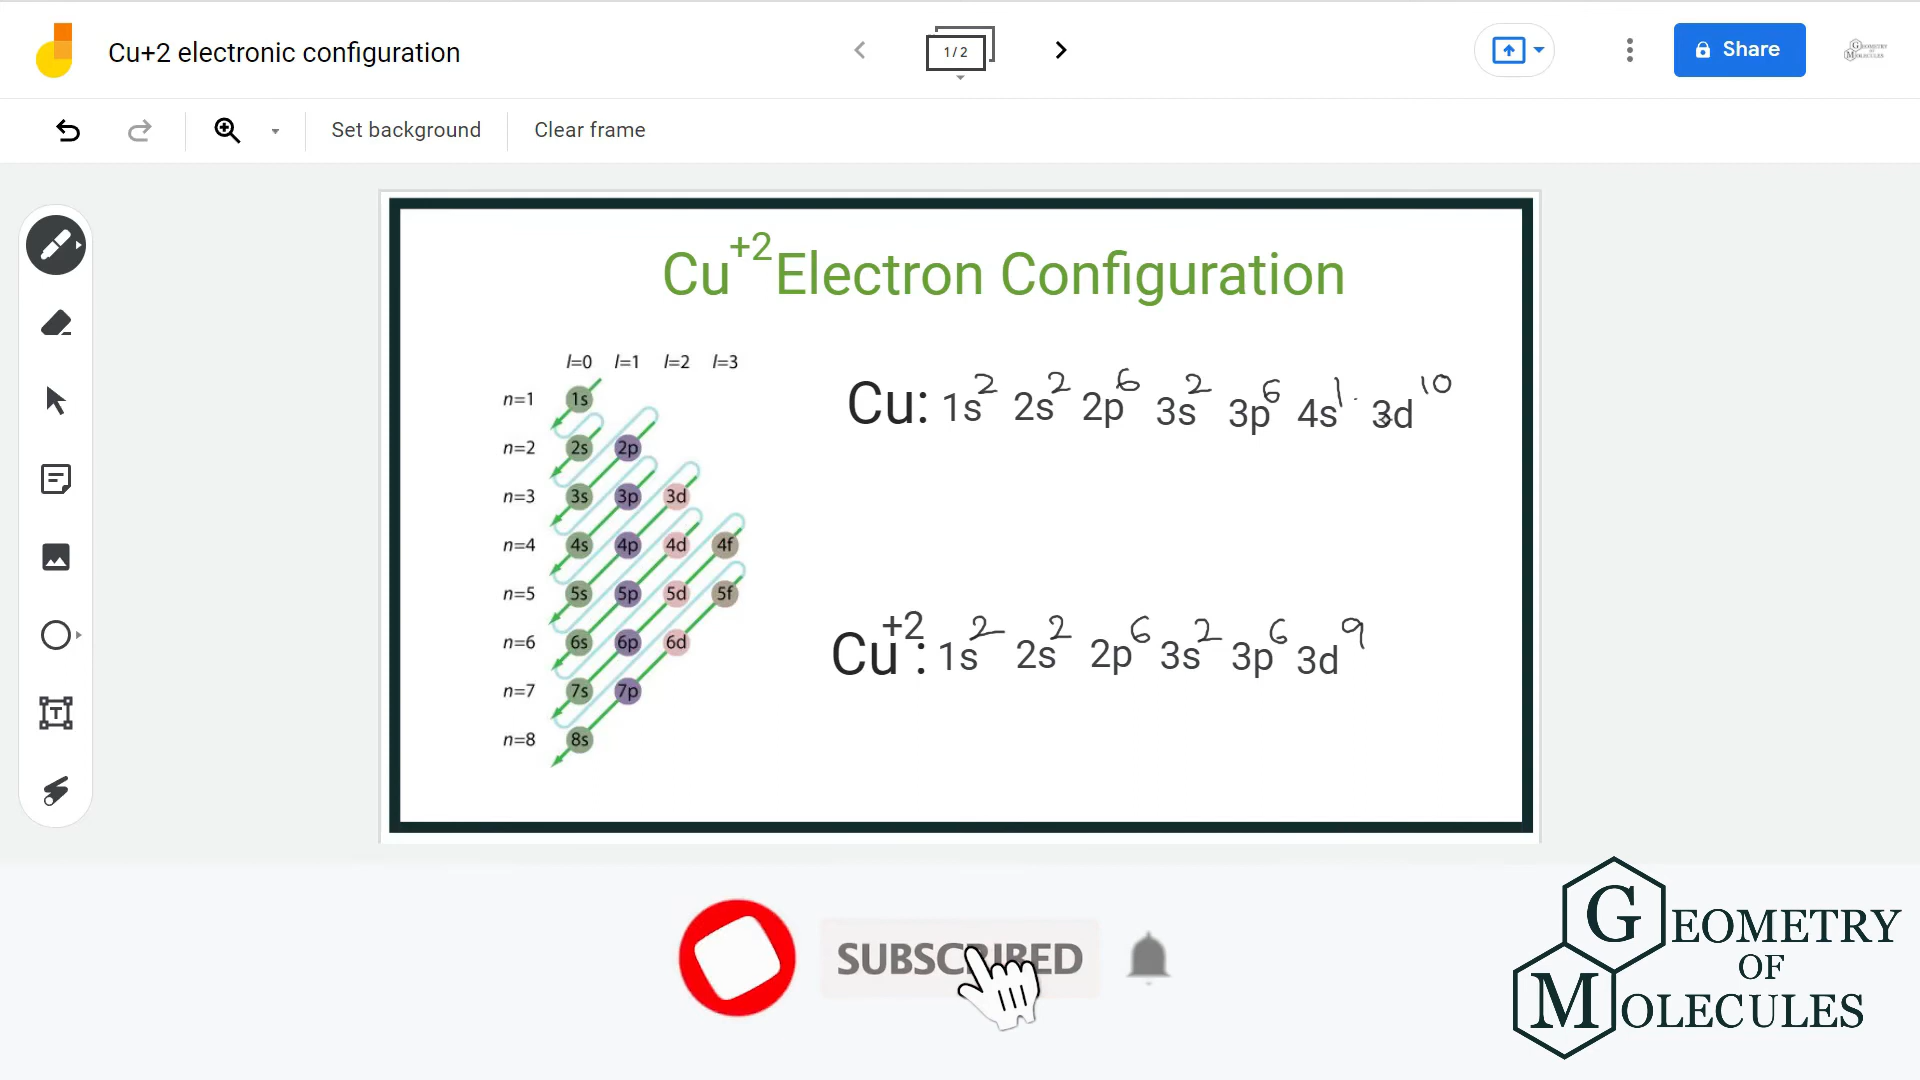 Cu+2 electronic configuration
1 / 2
Share
GEOMETRY OF MOLECULES
Set background
Clear frame
Cu+2 Electron Configuration
l=0 l=1 l=2 l=3
n=1 1s
n=2 2s 2p
n=3 3s 3p 3d
n=4 4s 4p 4d 4f
n=5 5s 5p 5d 5f
n=6 6s 6p 6d
n=7 7s 7p
n=8 8s
Cu: 1s2 2s2 2p6 3s2 3p6 4s1 3d10
Cu+2: 1s2 2s2 2p6 3s2 3p6 3d9
T
SUBSCRIBED
GEOMETRY
OF
MOLECULES